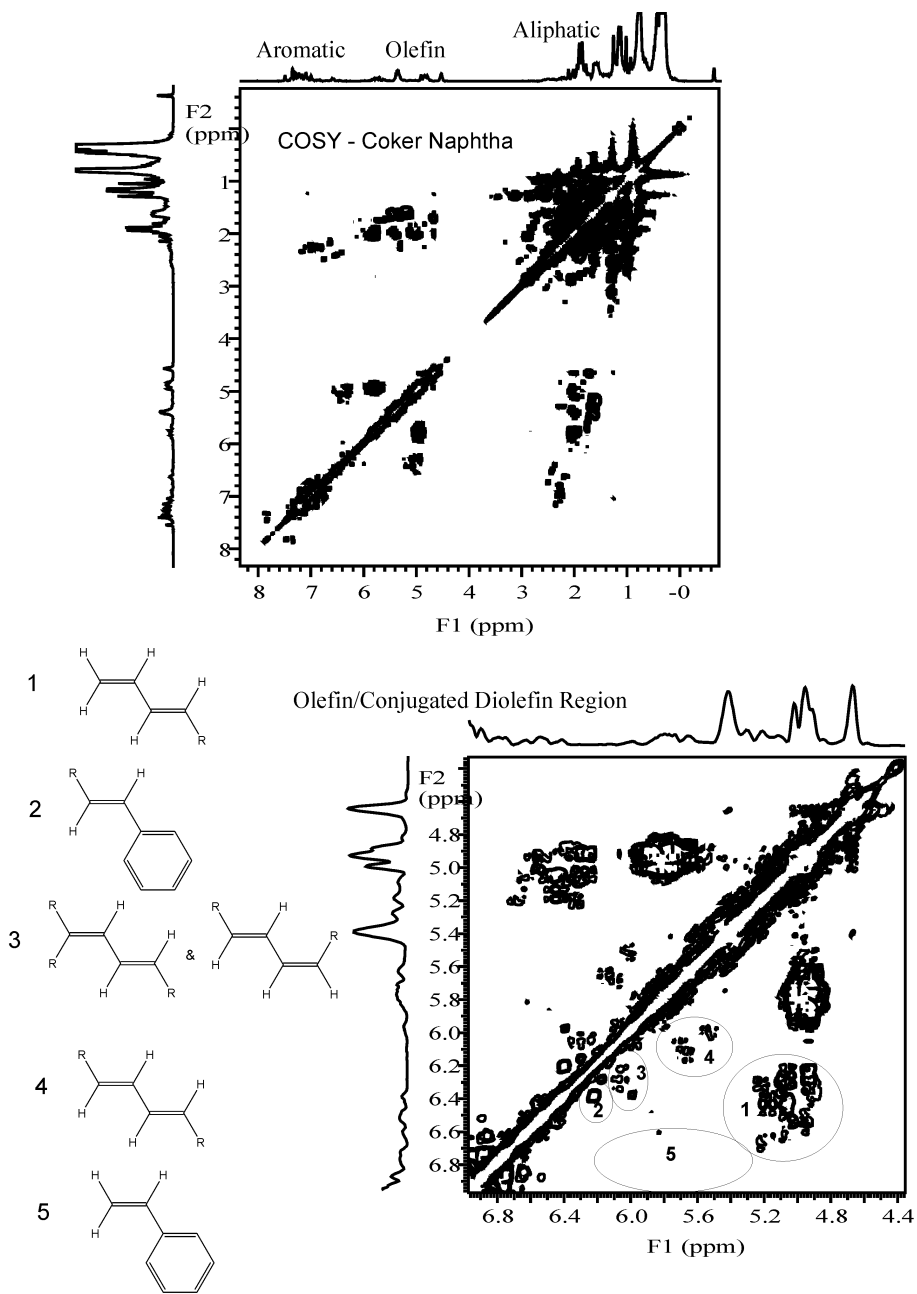 Aromatic Olefin Aliphatic
F2
(ppm)
COSY - Coker Naphtha
1
2
3
4
5
6
7
8
8 7 6 5 4 3 2 1 -0
F1 (ppm)
1
H H H
H H R
Olefin/Conjugated Diolefin Region
2
R H
H
F2
(ppm)
4.8
5.0
5.2
5.4
5.6
5.8
6.0
6.2
6.4
6.6
6.8
3
R H H
R H R
&
R H
H H R
4
R H H
H H R
5
H H
H
1
2
3
4
5
6.8 6.4 6.0 5.6 5.2 4.8 4.4
F1 (ppm)